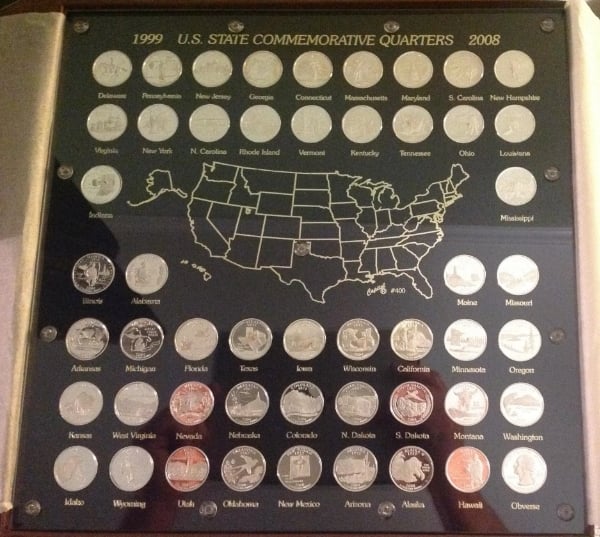 1999 U.S. STATE COMMEMORATIVE QUARTERS 2008
Delaware Pennsylvania New Jersey Georgia Connecticut Massachusetts Maryland S. Carolina New Hampshire
Virginia New York N. Carolina Rhode Island Vermont Kentucky Tennessee Ohio Louisiana
Indiana Mississippi
Capitol ® #400
Illinois Alabama Maine Missouri
Arkansas Michigan Florida Texas Iowa Wisconsin California Minnesota Oregon
Kansas West Virginia Nevada Nebraska Colorado N. Dakota S. Dakota Montana Washington
Idaho Wyoming Utah Oklahoma New Mexico Arizona Alaska Hawaii Obverse